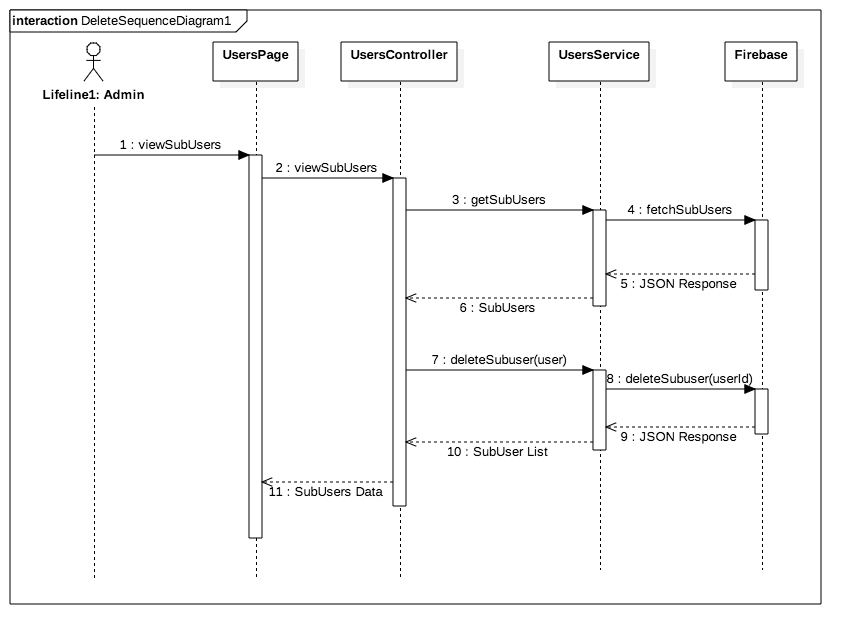 interaction DeleteSequenceDiagram1
UsersPage
UsersController
UsersService
Firebase
Lifeline1: Admin
1 : viewSubUsers
2 : viewSubUsers
3 : getSubUsers
4 : fetchSubUsers
5 : JSON Response
6 : SubUsers
7 : deleteSubuser(user)
8 : deleteSubuser(userId)
9 : JSON Response
10 : SubUser List
11 : SubUsers Data